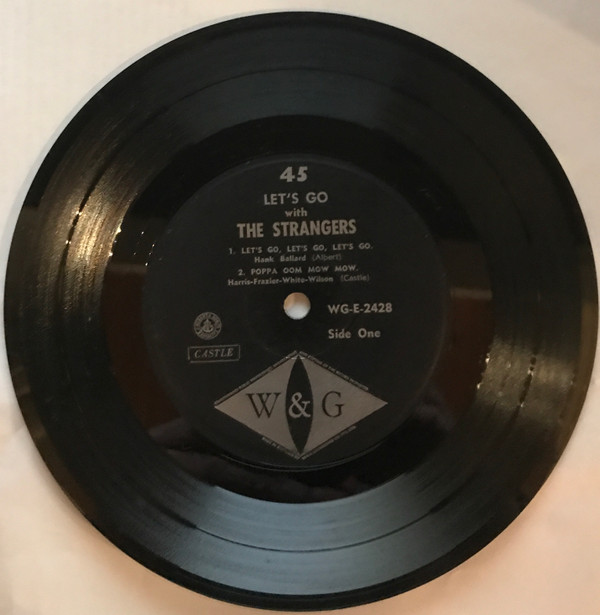 45
LET'S GO
with
THE STRANGERS
1. LET'S GO, LET'S GO, LET'S GO.
Hank Ballard (Albert)
2. POPPA OOM MOW MOW.
Harris-Frazier-White-Wilson (Castle)
WG-E-2428
Side One
CASTLE
W & G